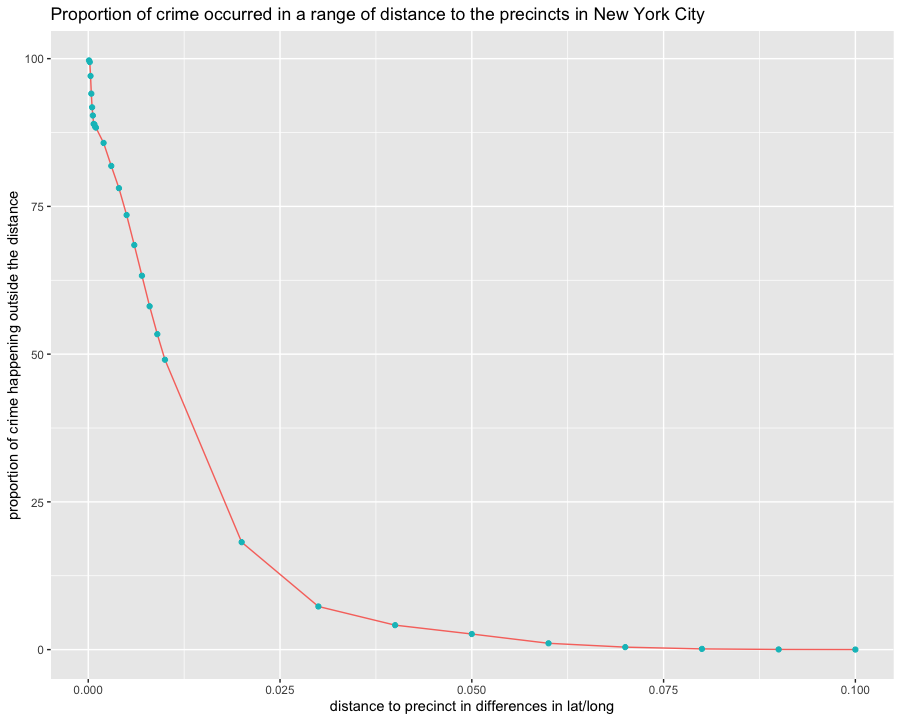 Proportion of crime occurred in a range of distance to the precincts in New York City
proportion of crime happening outside the distance
100
75
50
25
0
0.000 0.025 0.050 0.075 0.100
distance to precinct in differences in lat/long